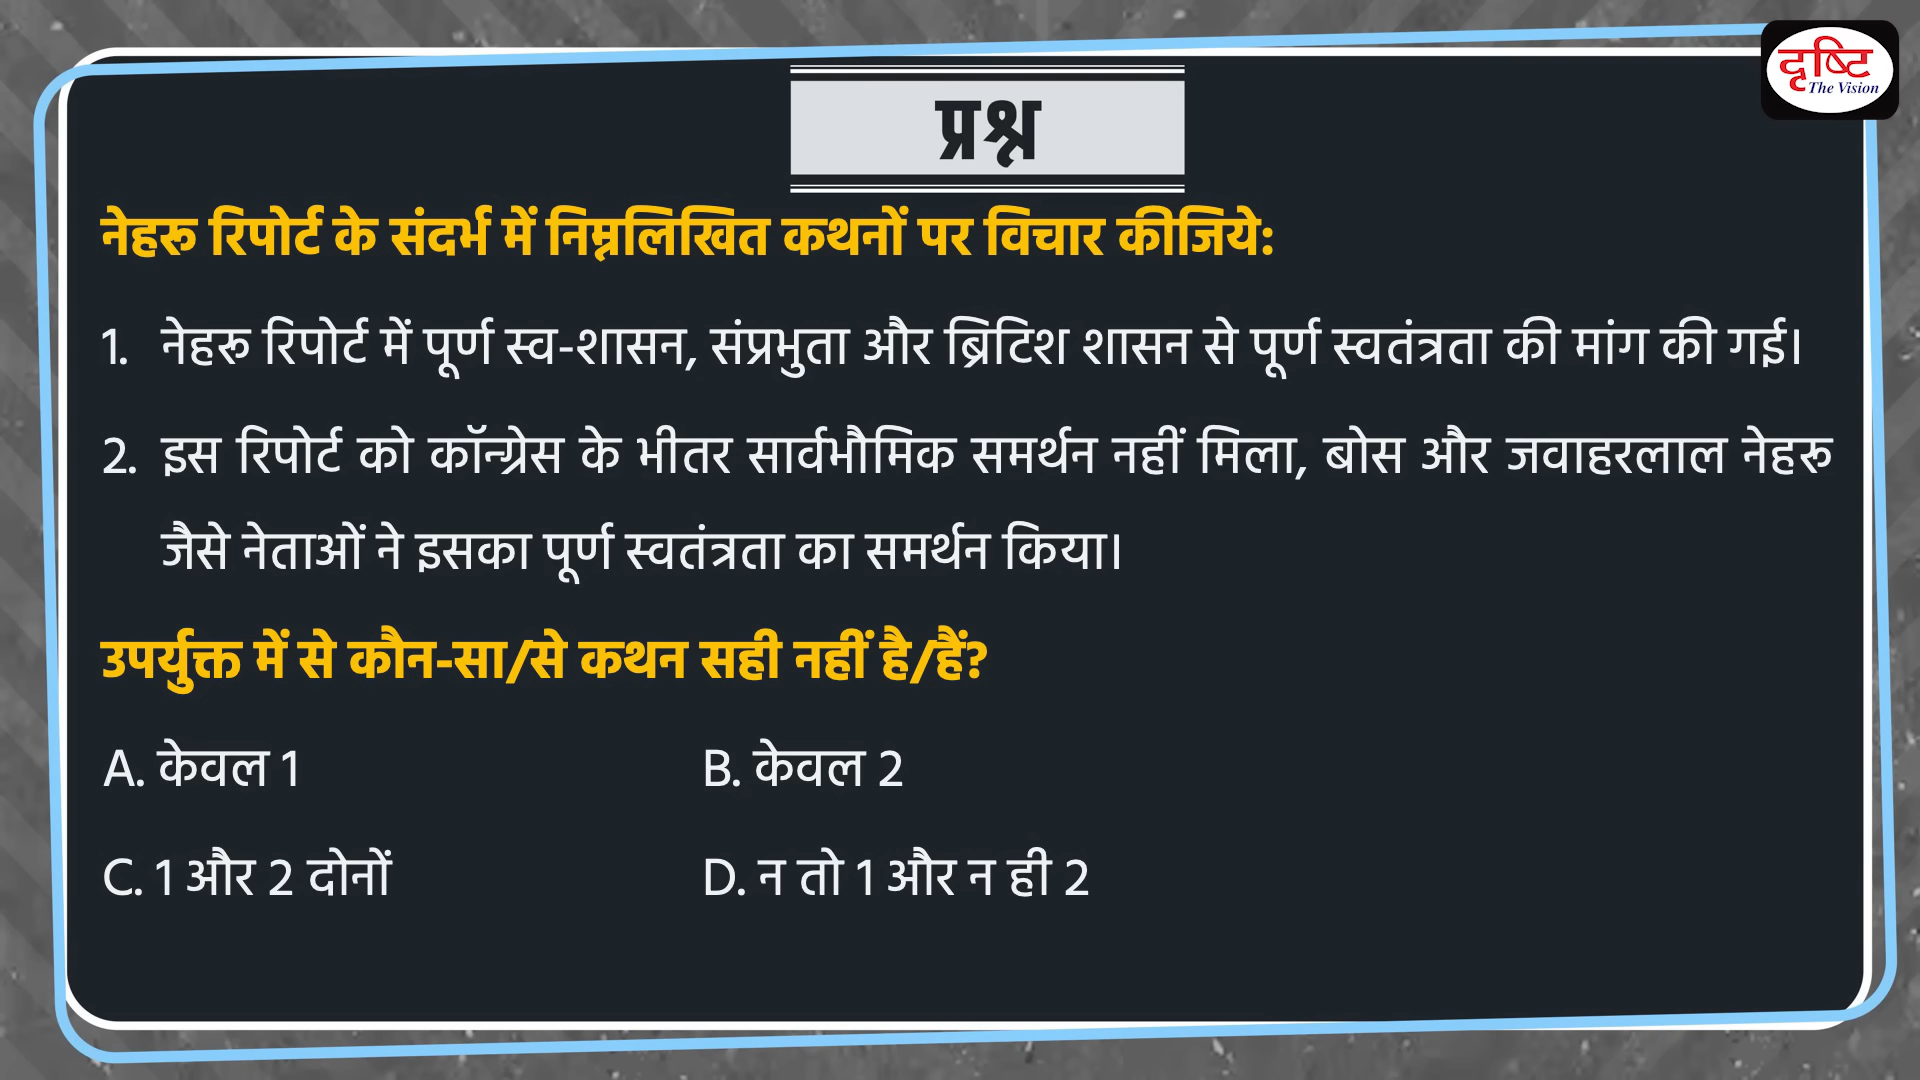 दृष्टि
The Vision
प्रश्न
नेहरू रिपोर्ट के संदर्भ में निम्नलिखित कथनों पर विचार कीजिये:
1. नेहरू रिपोर्ट में पूर्ण स्व-शासन, संप्रभुता और ब्रिटिश शासन से पूर्ण स्वतंत्रता की मांग की गई।
2. इस रिपोर्ट को कॉन्ग्रेस के भीतर सार्वभौमिक समर्थन नहीं मिला, बोस और जवाहरलाल नेहरू
जैसे नेताओं ने इसका पूर्ण स्वतंत्रता का समर्थन किया।
उपर्युक्त में से कौन-सा/से कथन सही नहीं है/हैं?
A. केवल 1 B. केवल 2
C. 1 और 2 दोनों D. न तो 1 और न ही 2